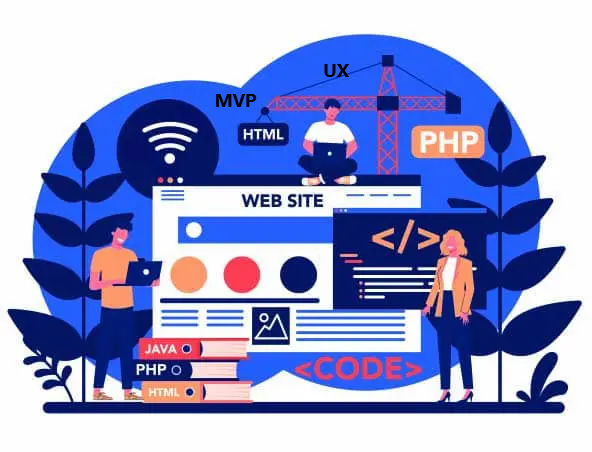 UX
MVP
HTML
PHP
WEB SITE
</>
JAVA
PHP
HTML
<CODE>